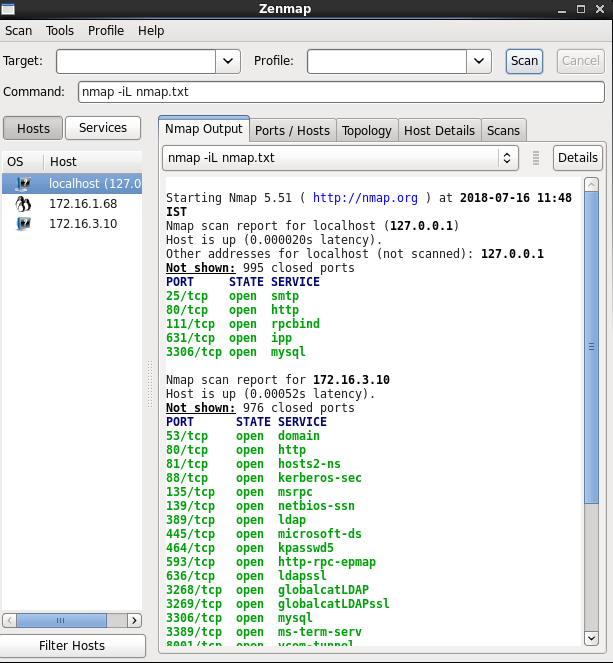 Zenmap
Scan Tools Profile Help
Target: Profile: Scan Cancel
Command: nmap -iL nmap.txt
Hosts Services
Nmap Output Ports / Hosts Topology Host Details Scans
OS Host
localhost (127.0
172.16.1.68
172.16.3.10
Filter Hosts
nmap -iL nmap.txt Details
Starting Nmap 5.51 ( http://nmap.org ) at 2018-07-16 11:48
IST
Nmap scan report for localhost (127.0.0.1)
Host is up (0.000020s latency).
Other addresses for localhost (not scanned): 127.0.0.1
Not shown: 995 closed ports
PORT STATE SERVICE
25/tcp open smtp
80/tcp open http
111/tcp open rpcbind
631/tcp open ipp
3306/tcp open mysql
Nmap scan report for 172.16.3.10
Host is up (0.00052s latency).
Not shown: 976 closed ports
PORT STATE SERVICE
53/tcp open domain
80/tcp open http
81/tcp open hosts2-ns
88/tcp open kerberos-sec
135/tcp open msrpc
139/tcp open netbios-ssn
389/tcp open ldap
445/tcp open microsoft-ds
464/tcp open kpasswd5
593/tcp open http-rpc-epmap
636/tcp open ldapssl
3268/tcp open globalcatLDAP
3269/tcp open globalcatLDAPssl
3306/tcp open mysql
3389/tcp open ms-term-serv
8001/tcp open vcom-tunnel